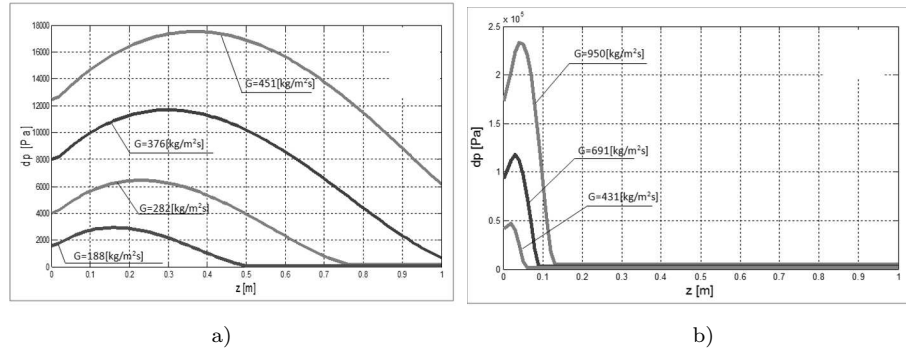 18000
16000
14000
12000
10000
8000
6000
4000
2000
0
dp [Pa]
G=451[kg/m²s]
G=376[kg/m²s]
G=282[kg/m²s]
G=188[kg/m²s]
0 0.1 0.2 0.3 0.4 0.5 0.6 0.7 0.8 0.9 1
z [m]
a)
x 10⁵
2.5
2
1.5
1
0.5
0
dp [Pa]
G=950[kg/m²s]
G=691[kg/m²s]
G=431[kg/m²s]
0 0.1 0.2 0.3 0.4 0.5 0.6 0.7 0.8 0.9 1
z [m]
b)